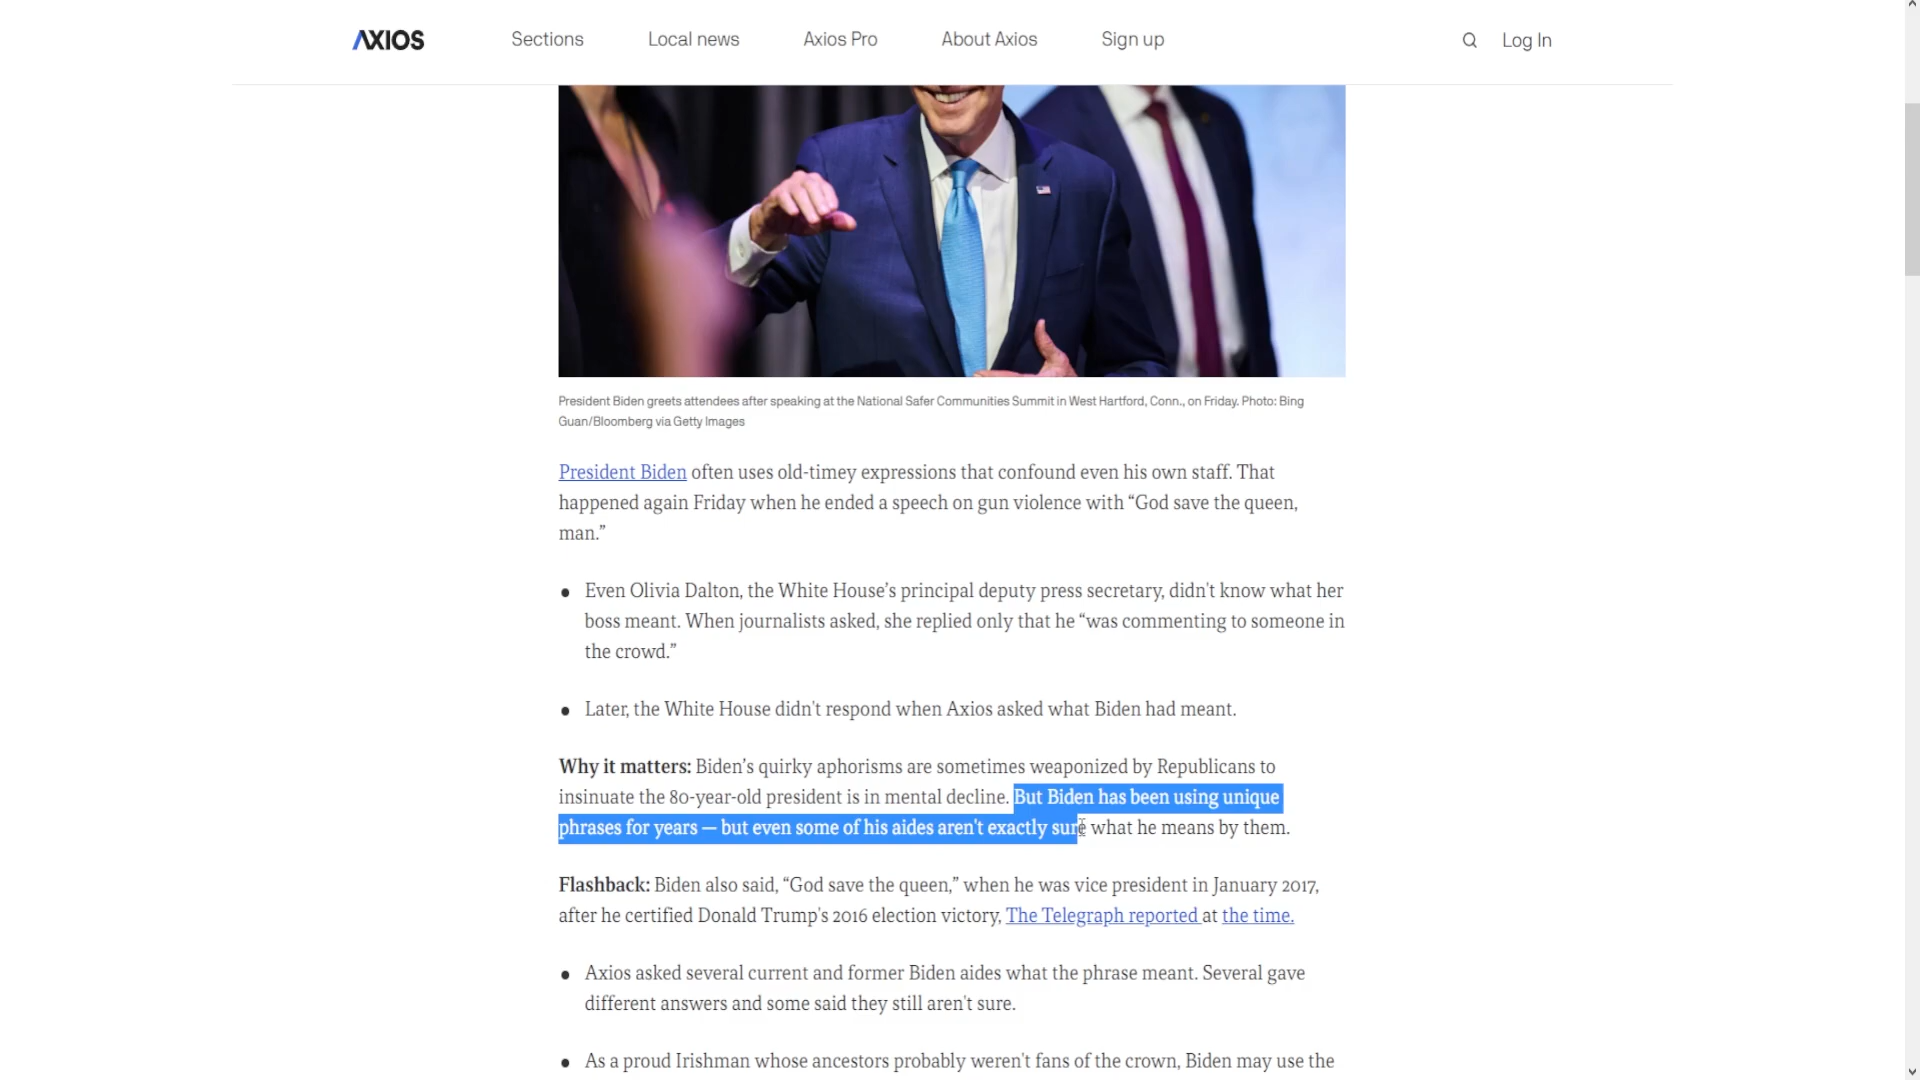 AXIOS
Sections
Local news
Axios Pro
About Axios
Sign up
Log In
President Biden greets attendees after speaking at the National Safer Communities Summit in West Hartford, Conn., on Friday. Photo: Bing
Guan/Bloomberg via Getty Images
President Biden often uses old-timey expressions that confound even his own staff. That
happened again Friday when he ended a speech on gun violence with “God save the queen,
man.”
● Even Olivia Dalton, the White House’s principal deputy press secretary, didn't know what her
boss meant. When journalists asked, she replied only that he “was commenting to someone in
the crowd.”
● Later, the White House didn't respond when Axios asked what Biden had meant.
Why it matters: Biden’s quirky aphorisms are sometimes weaponized by Republicans to
insinuate the 80-year-old president is in mental decline. But Biden has been using unique
phrases for years — but even some of his aides aren't exactly sure what he means by them.
Flashback: Biden also said, “God save the queen,” when he was vice president in January 2017,
after he certified Donald Trump's 2016 election victory, The Telegraph reported at the time.
● Axios asked several current and former Biden aides what the phrase meant. Several gave
different answers and some said they still aren't sure.
● As a proud Irishman whose ancestors probably weren't fans of the crown, Biden may use the